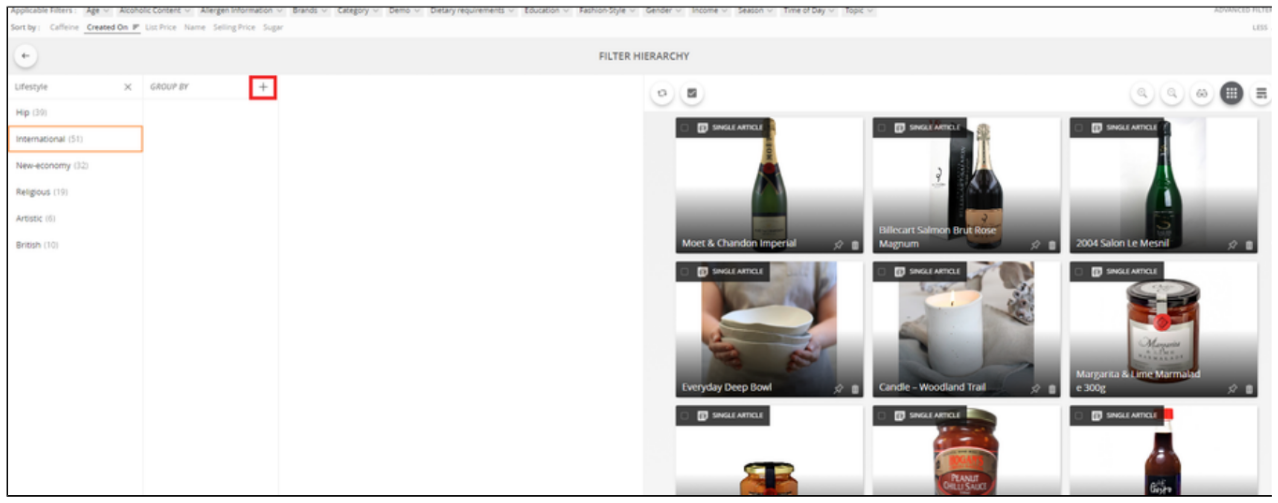 Applicable Filters : Age Alcoholic Content Allergen Information Brands Category Demo Dietary requirements Education Fashion-Style Gender Income Season Time of Day Topic ADVANCED FILTER
Sort by : Caffeine Created On List Price Name Selling Price Sugar LESS
FILTER HIERARCHY
Lifestyle GROUP BY
Hip (39)
International (51)
New-economy (32)
Religious (19)
Artistic (6)
British (10)
SINGLE ARTICLE SINGLE ARTICLE SINGLE ARTICLE
Moet & Chandon Imperial
Billecart Salmon Brut Rose
Magnum
2004 Salon Le Mesnil
SINGLE ARTICLE SINGLE ARTICLE SINGLE ARTICLE
Margarita
Everyday Deep Bowl
Candle – Woodland Trail
Margarita & Lime Marmalad
e 300g
SINGLE ARTICLE SINGLE ARTICLE SINGLE ARTICLE
PEANUT
CHILLI SAUCE